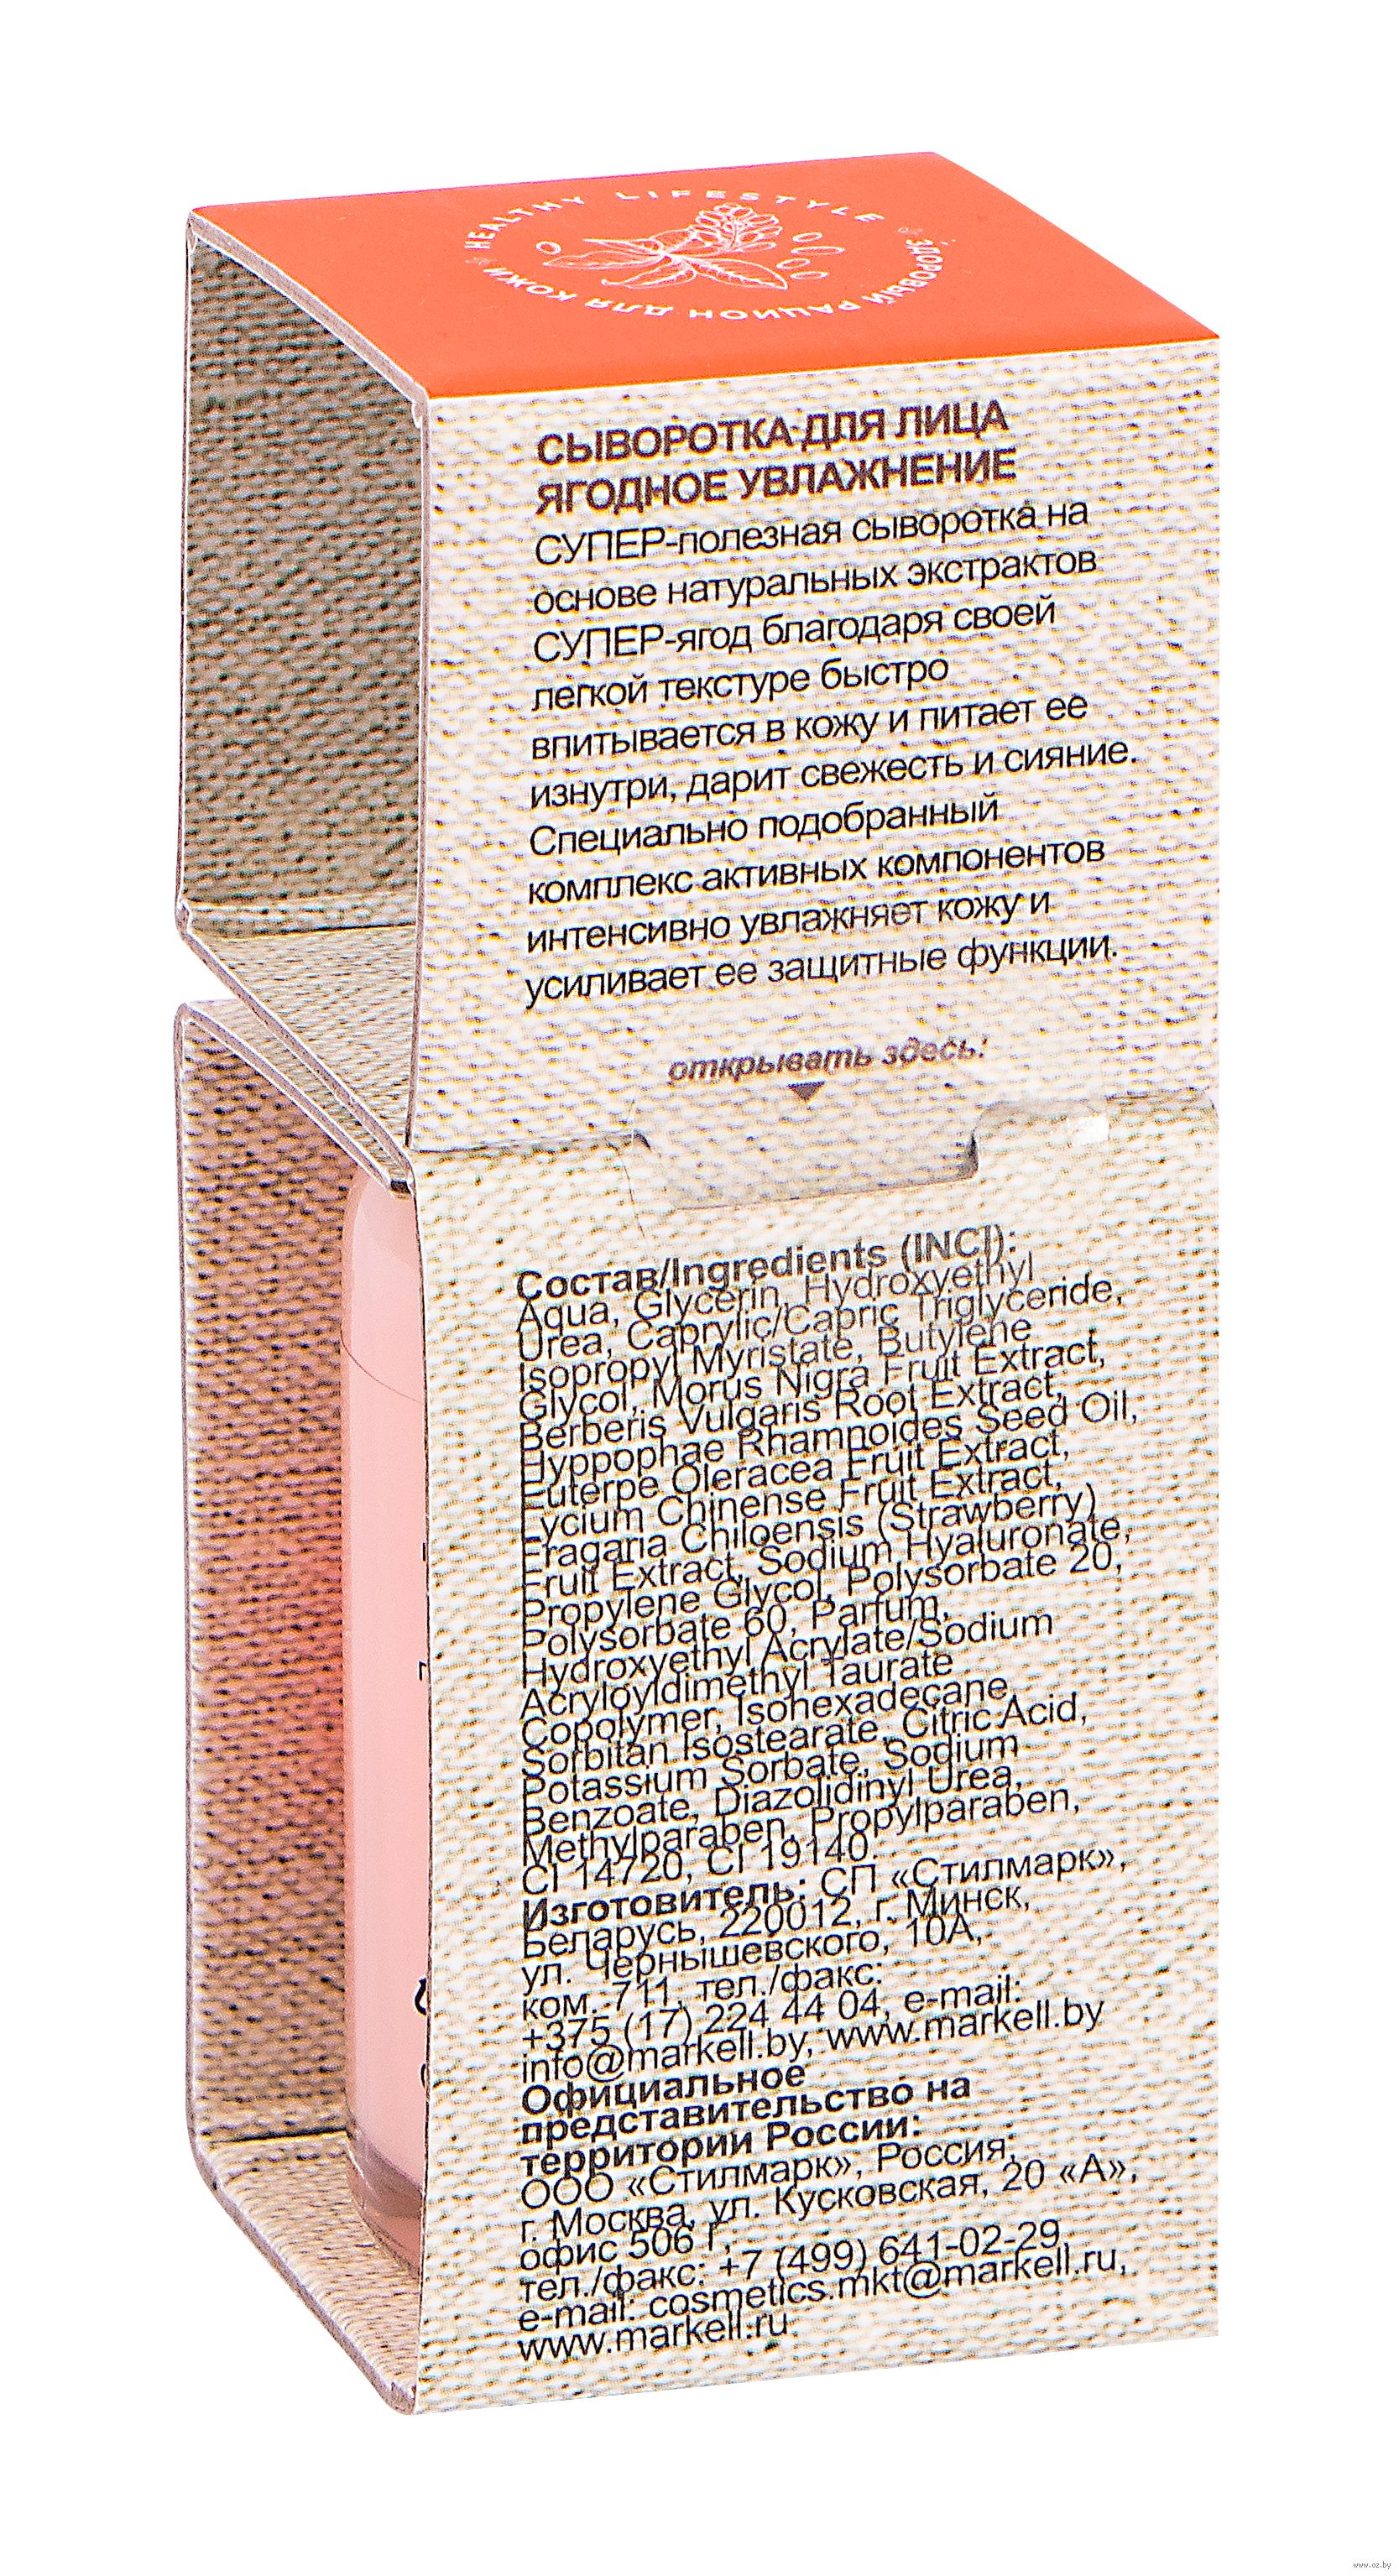 HEALTHY LIFESTYLE
ЗДОРОВЫЙ РАЦИОН ДЛЯ КОЖИ
СЫВОРОТКА ДЛЯ ЛИЦА
ЯГОДНОЕ УВЛАЖНЕНИЕ
СУПЕР-полезная сыворотка на
основе натуральных экстрактов
СУПЕР-ягод благодаря своей
легкой текстуре быстро
впитывается в кожу и питает ее
изнутри, дарит свежесть и сияние.
Специально подобранный
комплекс активных компонентов
интенсивно увлажняет кожу и
усиливает ее защитные функции.
открывать здесь:
Состав/Ingredients (INCI):
Aqua, Glycerin, Hydroxyethyl
Urea, Caprylic/Capric Triglyceride,
Isopropyl Myristate, Butylene
Glycol, Morus Nigra Fruit Extract,
Berberis Vulgaris Root Extract,
Hyppophae Rhamnoides Seed Oil,
Euterpe Oleracea Fruit Extract,
Lycium Chinense Fruit Extract,
Fragaria Chiloensis (Strawberry)
Fruit Extract, Sodium Hyaluronate,
Propylene Glycol, Polysorbate 20,
Polysorbate 60, Parfum,
Hydroxyethyl Acrylate/Sodium
Acryloyldimethyl Taurate
Copolymer, Isohexadecane,
Sorbitan Isostearate, Citric Acid,
Potassium Sorbate, Sodium
Benzoate, Diazolidinyl Urea,
Methylparaben, Propylparaben,
CI 14720, CI 19140.
Изготовитель: СП «Стилмарк»,
Беларусь, 220012, г. Минск,
ул. Чернышевского, 10А,
ком. 711, тел./факс:
+375 (17) 224 44 04, e-mail:
info@markell.by, www.markell.by
Официальное
представительство на
территории России:
ООО «Стилмарк», Россия,
г. Москва, ул. Кусковская, 20 «А»,
офис 506 Г,
тел./факс: +7 (499) 641-02-29,
e-mail: cosmetics.mkt@markell.ru,
www.markell.ru
www.oz.by